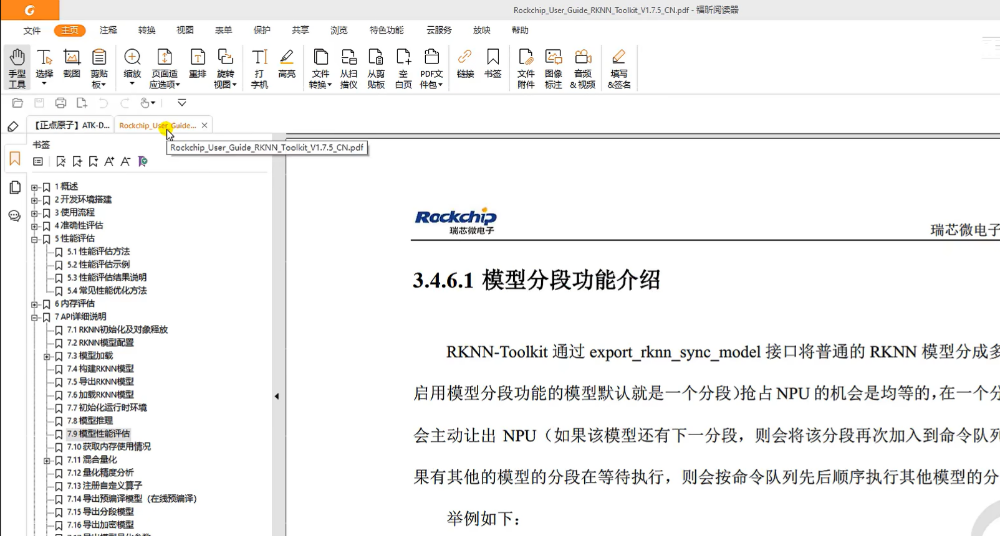 Rockchip_User_Guide_RKNN_Toolkit_V1.7.5_CN.pdf - 福昕阅读器
文件 主页 注释 转换 视图 表单 保护 共享 浏览 特色功能 云服务 放映 帮助
手型工具 选择 截图 剪贴板 缩放 页面适应选项 重排 旋转视图 打字机 高亮 文件转换 从扫描仪 从剪贴板 空白页 PDF文件包 链接 书签 文件附件 图像标注 音频&视频 填写&签名
【正点原子】ATK-D... Rockchip_User_Guide...
Rockchip_User_Guide_RKNN_Toolkit_V1.7.5_CN.pdf
书签
1 概述
2 开发环境搭建
3 使用流程
4 准确性评估
5 性能评估
5.1 性能评估方法
5.2 性能评估示例
5.3 性能评估结果说明
5.4 常见性能优化方法
6 内存评估
7 API详细说明
7.1 RKNN初始化及对象释放
7.2 RKNN模型配置
7.3 模型加载
7.4 构建RKNN模型
7.5 导出RKNN模型
7.6 加载RKNN模型
7.7 初始化运行时环境
7.8 模型推理
7.9 模型性能评估
7.10 获取内存使用情况
7.11 混合量化
7.12 量化精度分析
7.13 注册自定义算子
7.14 导出预编译模型（在线预编译）
7.15 导出分段模型
7.16 导出加密模型
Rockchip
瑞芯微电子
瑞芯微电子
3.4.6.1 模型分段功能介绍
RKNN-Toolkit 通过 export_rknn_sync_model 接口将普通的 RKNN 模型分成多
启用模型分段功能的模型默认就是一个分段)抢占 NPU 的机会是均等的,在一个分
会主动让出 NPU（如果该模型还有下一分段，则会将该分段再次加入到命令队列
果有其他的模型的分段在等待执行，则会按命令队列先后顺序执行其他模型的分
举例如下：